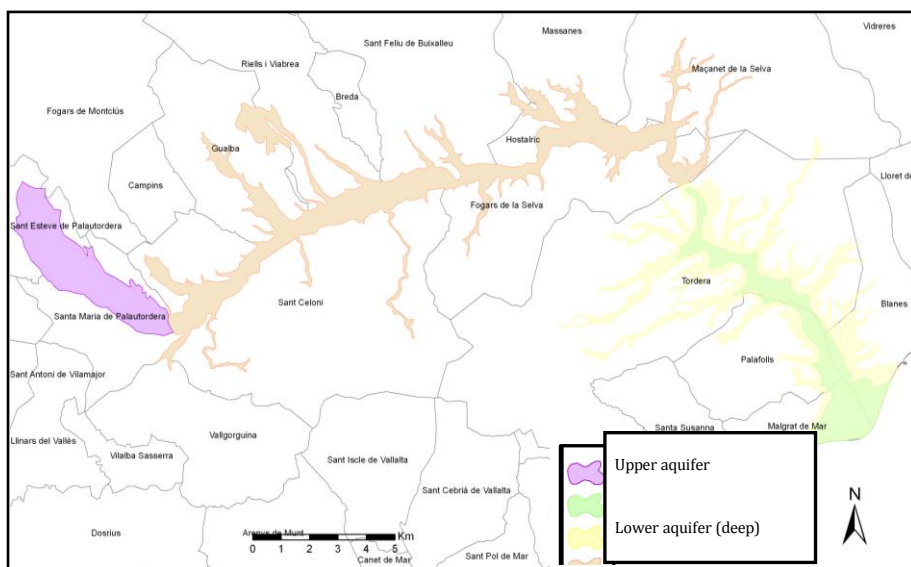 Massanes
Vidreres
Sant Feliu de Buixalleu
Riells i Viabrea
Maçanet de la Selva
Breda
Fogars de Montclús
Hostalric
Gualba
Lloret de
Campins
Fogars de la Selva
Sant Esteve de Palautordera
Tordera
Sant Celoni
Blanes
Santa Maria de Palautordera
Palafolls
Sant Antoni de Vilamajor
Santa Susanna
Malgrat de Mar
Vallgorguina
Llinars del Vallès
Vilalba Sasserra
Sant Iscle de Vallalta
Upper aquifer
Sant Cebrià de Vallalta
N
Lower aquifer (deep)
Dosrius
Arenys de Munt
Km
0 1 2 3 4 5
Sant Pol de Mar
Canet de Mar